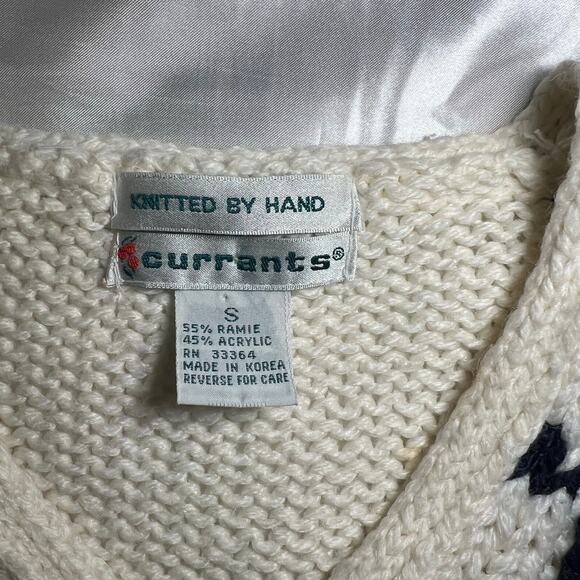 KNITTED BY HAND
currants®
S
55% RAMIE
45% ACRYLIC
RN 33364
MADE IN KOREA
REVERSE FOR CARE